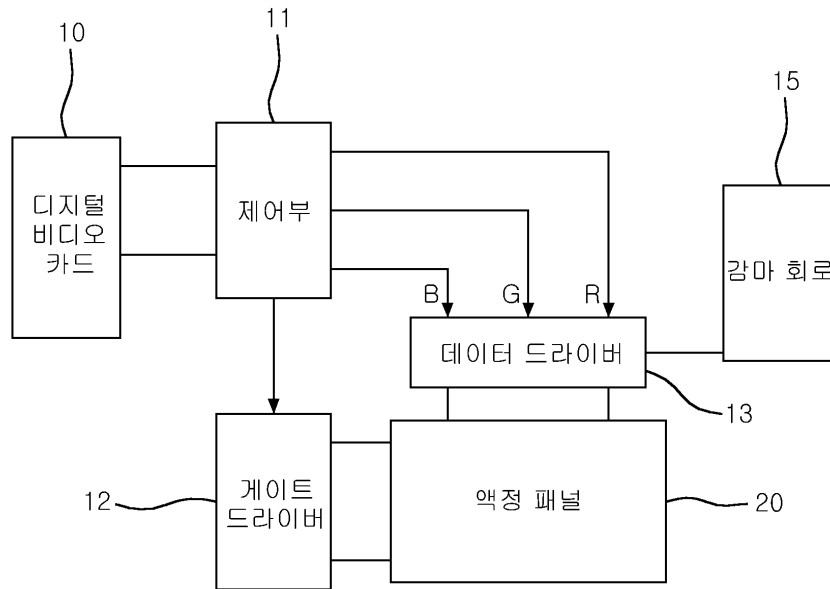 10
11
15
디지털
비디오
카드
제어부
감마 회로
B
G
R
데이터 드라이버
13
12
게이트
드라이버
액정 패널
20